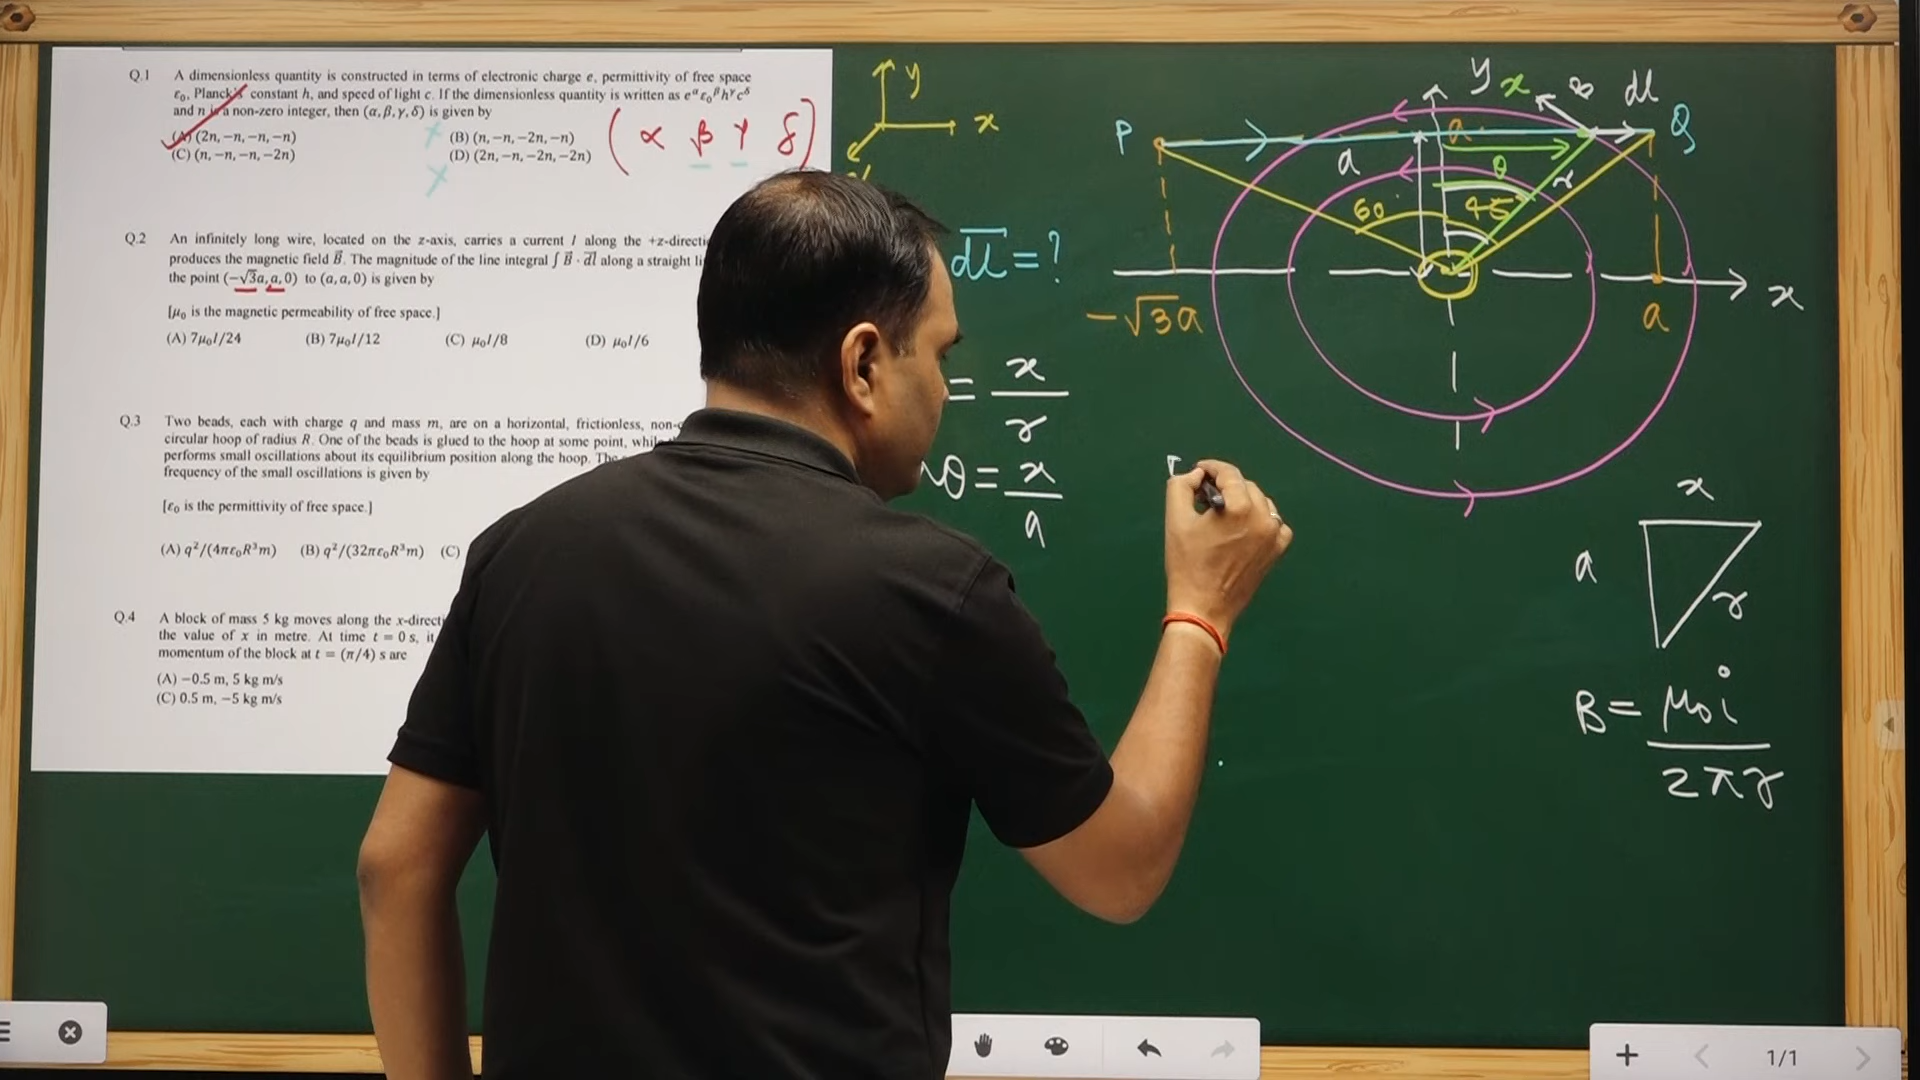 Q.1 A dimensionless quantity is constructed in terms of electronic charge e, permittivity of free space
ε₀, Planck's constant h, and speed of light c. If the dimensionless quantity is written as e^α ε₀^β h^γ c^δ
and n is a non-zero integer, then (α, β, γ, δ) is given by
(A) (2n, −n, −n, −n) (B) (n, −n, −2n, −n)
(C) (n, −n, −n, −2n) (D) (2n, −n, −2n, −2n)
(α β γ δ)
Q.2 An infinitely long wire, located on the z-axis, carries a current I along the +z-directi
produces the magnetic field B⃗. The magnitude of the line integral ∫ B⃗ · dl⃗ along a straight li
the point (−√3a, a, 0) to (a, a, 0) is given by
[μ₀ is the magnetic permeability of free space.]
(A) 7μ₀I/24 (B) 7μ₀I/12 (C) μ₀I/8 (D) μ₀I/6
Q.3 Two beads, each with charge q and mass m, are on a horizontal, frictionless, non-c
circular hoop of radius R. One of the beads is glued to the hoop at some point, whil
performs small oscillations about its equilibrium position along the hoop. The
frequency of the small oscillations is given by
[ε₀ is the permittivity of free space.]
(A) q²/(4πε₀R³m) (B) q²/(32πε₀R³m) (C)
Q.4 A block of mass 5 kg moves along the x-directi
the value of x in metre. At time t = 0 s, it
momentum of the block at t = (π/4) s are
(A) −0.5 m, 5 kg m/s
(C) 0.5 m, −5 kg m/s
y
x
dl = ?
= x/r
θ = x/a
y x B dl
P a Q
a θ r
60 45
−√3a a x
x
a
r
B = μ₀i/2πr
1/1